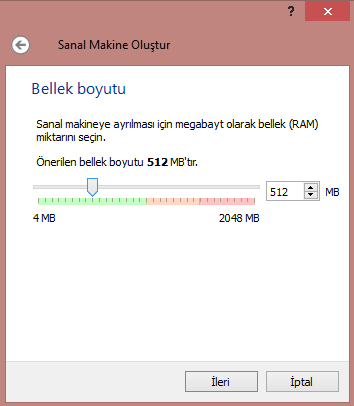 ?
Sanal Makine Oluştur
Bellek boyutu
Sanal makineye ayrılması için megabayt olarak bellek (RAM)
miktarını seçin.
Önerilen bellek boyutu 512 MB'tır.
512 MB
4 MB 2048 MB
İleri İptal